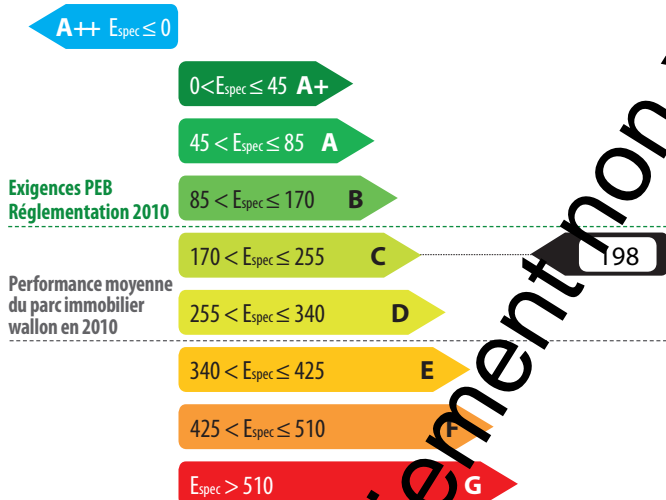 A++ Espec ≤ 0
0<Espec ≤ 45 A+
45 < Espec ≤ 85 A
Exigences PEB
Réglementation 2010
85 < Espec ≤ 170 B
170 < Espec ≤ 255 C
198
Performance moyenne
du parc immobilier
wallon en 2010
255 < Espec ≤ 340 D
340 < Espec ≤ 425 E
425 < Espec ≤ 510 F
Espec > 510 G
non